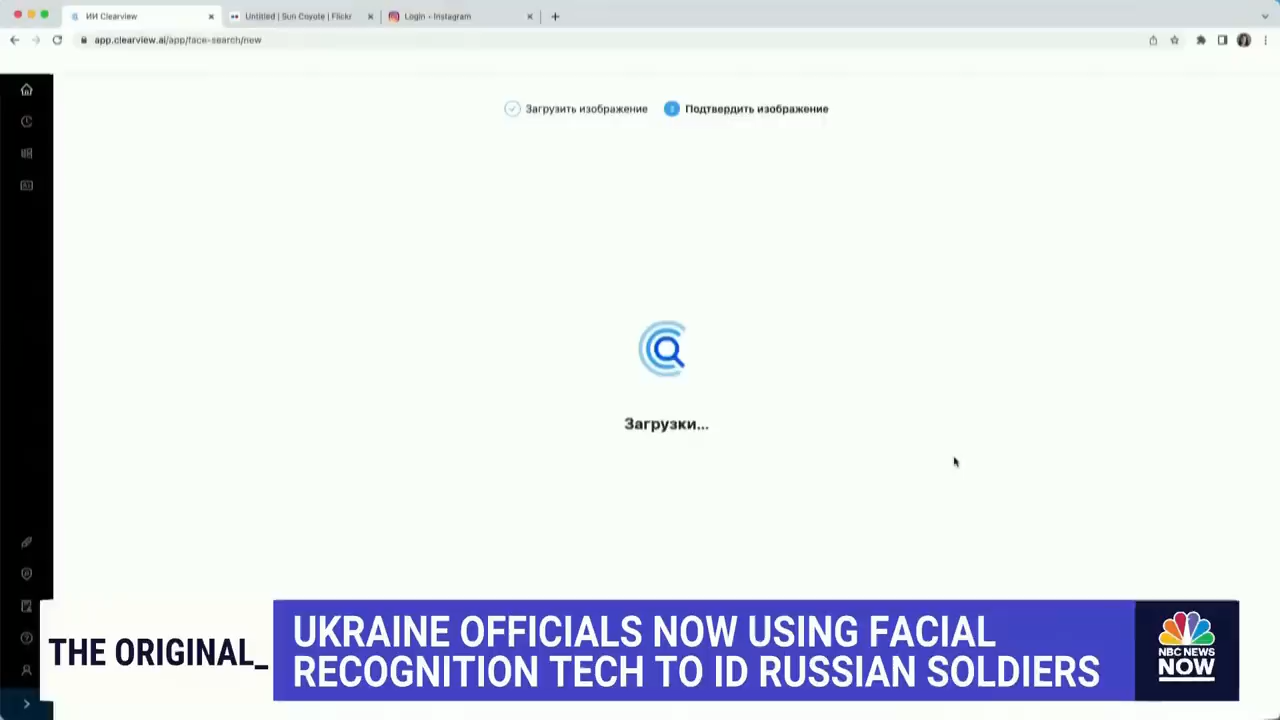 ИИ Clearview
Untitled | Sun Coyote | Flickr
Login • Instagram
app.clearview.ai/app/face-search/new
Загрузить изображение
Подтвердить изображение
Загрузки...
THE ORIGINAL_
UKRAINE OFFICIALS NOW USING FACIAL
RECOGNITION TECH TO ID RUSSIAN SOLDIERS
NBC NEWS
NOW